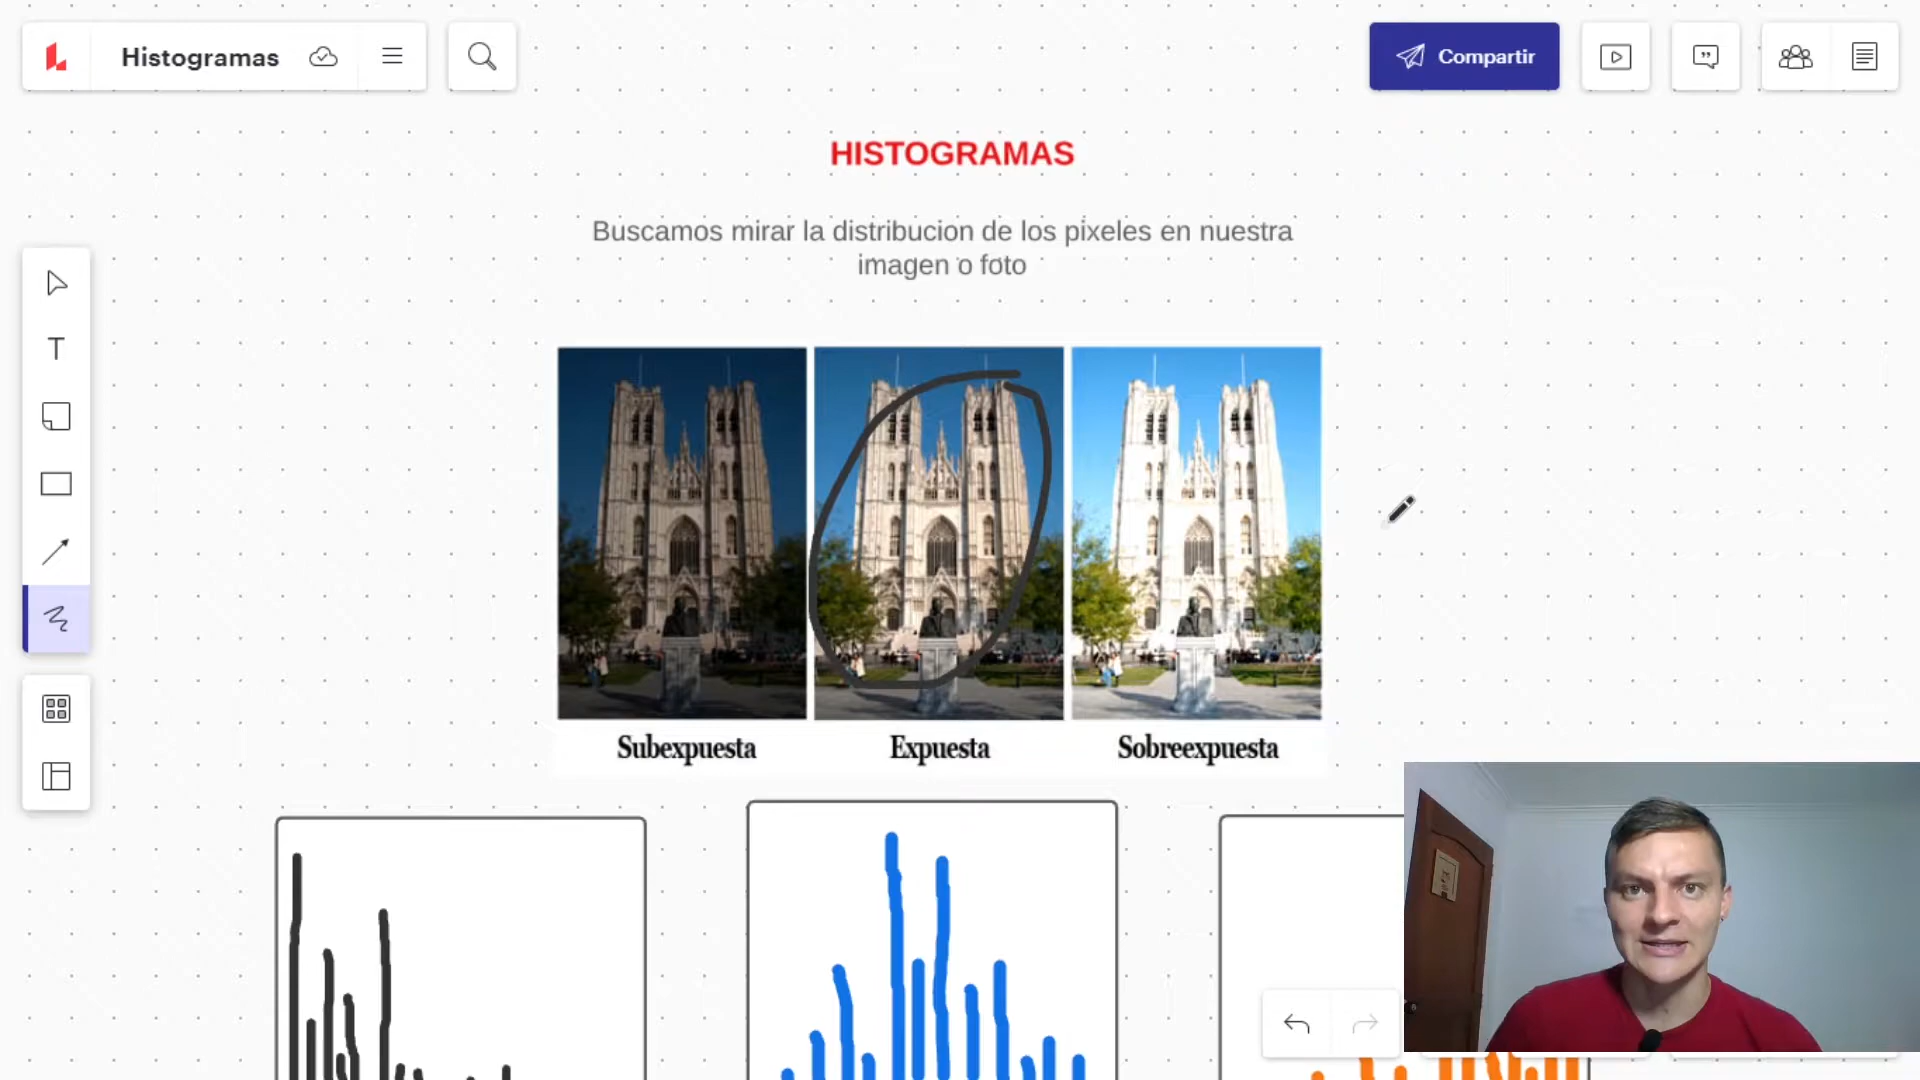 Histogramas
Compartir
HISTOGRAMAS
Buscamos mirar la distribucion de los pixeles en nuestra
imagen o foto
Subexpuesta
Expuesta
Sobreexpuesta